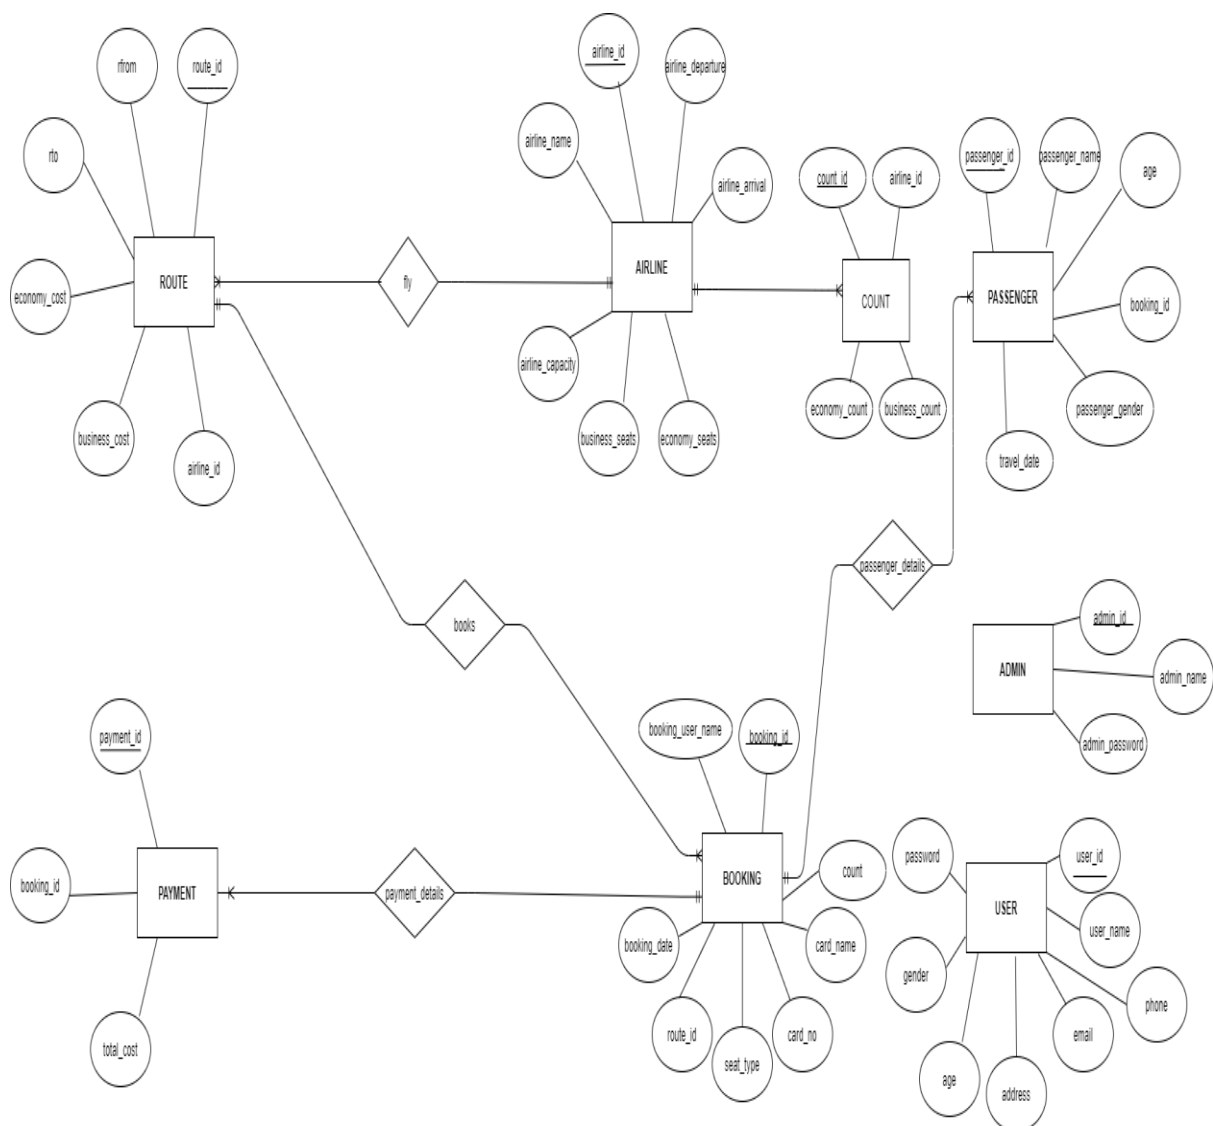 airline_id
rfrom
route_id
airline_departure
airline_name
rto
passenger_id
passenger_name
age
count_id
airline_id
airline_arrival
ROUTE
fly
AIRLINE
COUNT
PASSENGER
economy_cost
booking_id
airline_capacity
economy_count
business_count
passenger_gender
business_cost
business_seats
economy_seats
airline_id
travel_date
passenger_details
books
admin_id
ADMIN
admin_name
payment_id
booking_user_name
booking_id
admin_password
password
user_id
booking_id
PAYMENT
payment_details
BOOKING
count
USER
user_name
booking_date
card_name
gender
phone
route_id
seat_type
card_no
email
total_cost
age
address